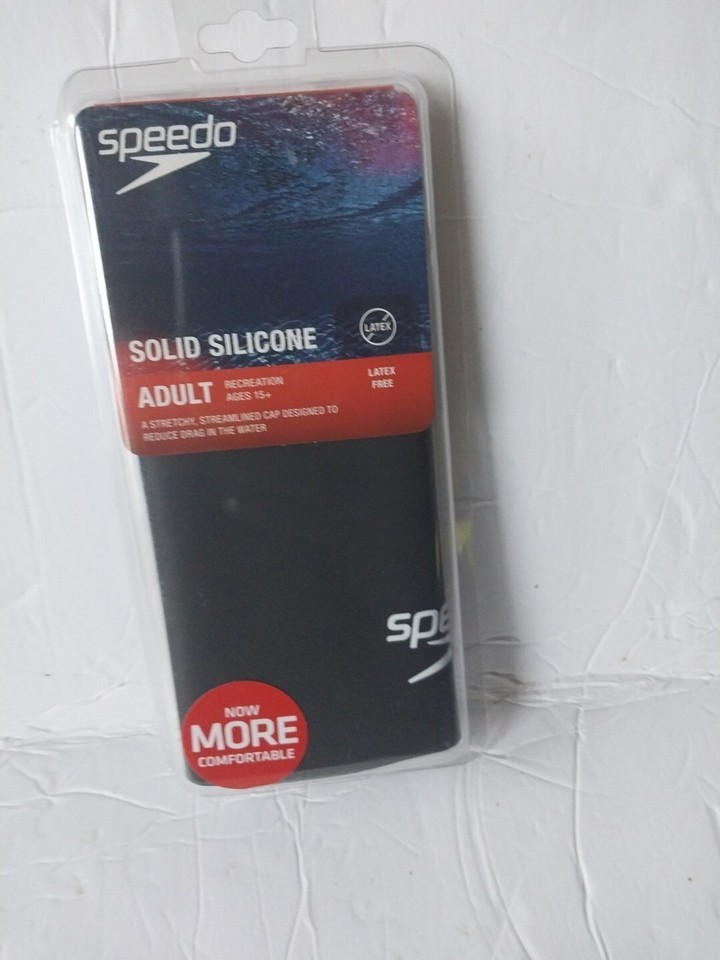 speedo
SOLID SILICONE
LATEX
ADULT
RECREATION
AGES 15+
LATEX
FREE
A STRETCHY, STREAMLINED CAP DESIGNED TO
REDUCE DRAG IN THE WATER
spe
NOW
MORE
COMFORTABLE